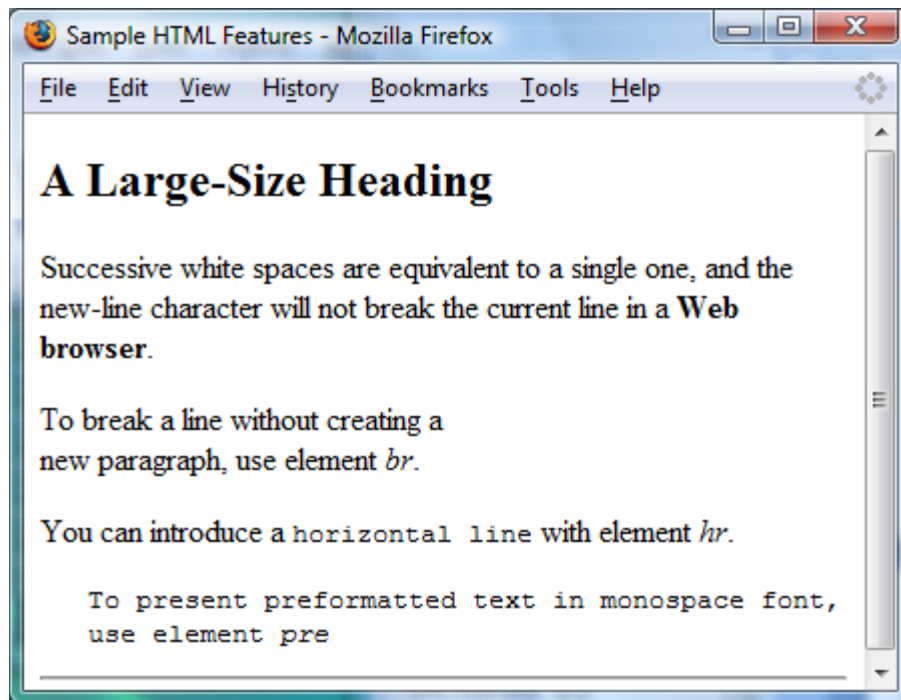 Sample HTML Features - Mozilla Firefox
File Edit View History Bookmarks Tools Help
A Large-Size Heading
Successive white spaces are equivalent to a single one, and the
new-line character will not break the current line in a Web
browser.
To break a line without creating a
new paragraph, use element br.
You can introduce a horizontal line with element hr.
To present preformatted text in monospace font,
use element pre